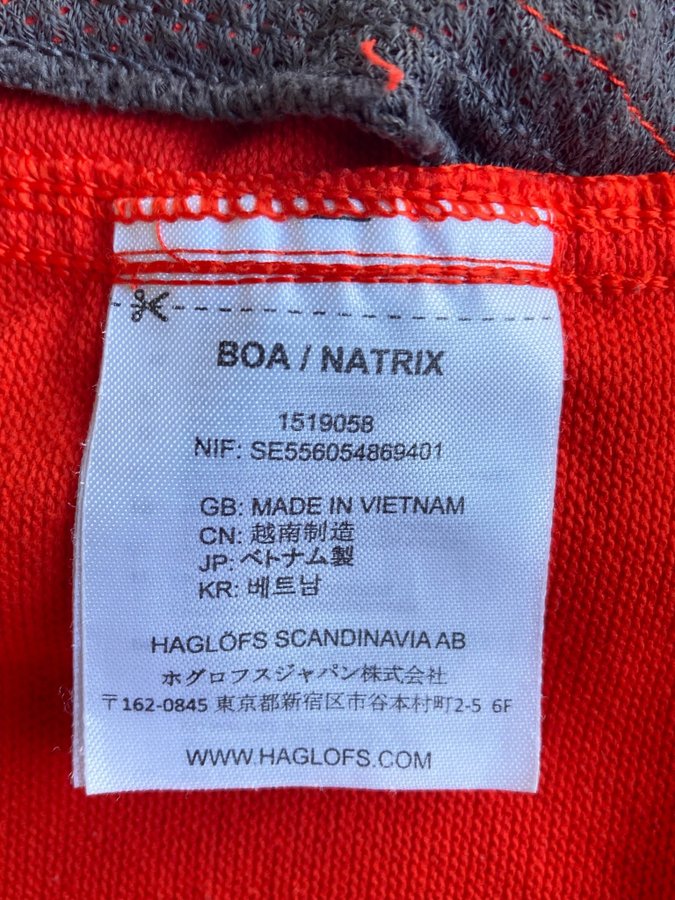 BOA / NATRIX
1519058
NIF: SE556054869401
GB: MADE IN VIETNAM
CN: 越南制造
JP: ベトナム製
KR: 베트남
HAGLÖFS SCANDINAVIA AB
ホグロフスジャパン株式会社
〒162-0845 東京都新宿区市谷本村町2-5 6F
WWW.HAGLOFS.COM